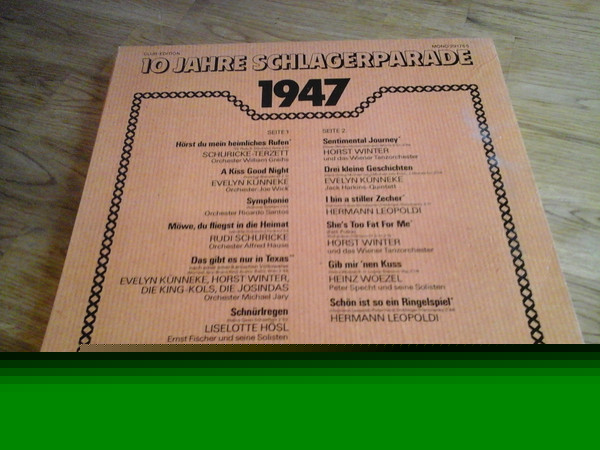 CLUB-EDITION
10 JAHRE SCHLAGERPARADE
1947
SEITE 1
Hörst du mein heimliches Rufen
SCHURICKE-TERZETT
A Kiss Good Night
EVELYN KÜNNEKE
Symphonie
Orchester Ricardo Santos
Möwe, du fliegst in die Heimat
RUDI SCHURICKE
Orchester Alfred Hause
Das gibt es nur in Texas
EVELYN KÜNNEKE, HORST WINTER,
DIE KING-KOLS, DIE JOSINDAS
Orchester Michael Jary
Schnürlregen
LISELOTTE HÖSL
Ernst Fischer und seine Solisten
SEITE 2
Sentimental Journey
HORST WINTER
und das Wiener Tanzorchester
Drei kleine Geschichten
EVELYN KÜNNEKE
I bin a stiller Zecher
HERMANN LEOPOLDI
She's Too Fat For Me
HORST WINTER
und das Wiener Tanzorchester
Gib mir 'nen Kuss
HEINZ WOEZEL
Peter Specht und seine Solisten
Schön ist so ein Ringelspiel
HERMANN LEOPOLDI